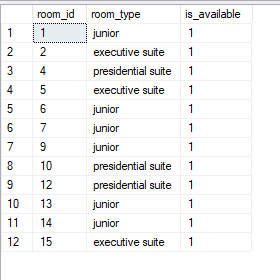 room_id room_type is_available
1 1 junior 1
2 2 executive suite 1
3 4 presidential suite 1
4 5 executive suite 1
5 6 junior 1
6 7 junior 1
7 9 junior 1
8 10 presidential suite 1
9 12 presidential suite 1
10 13 junior 1
11 14 junior 1
12 15 executive suite 1